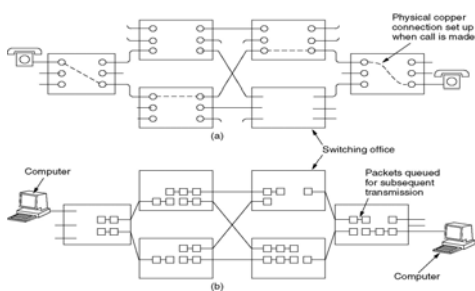 Physical copper
connection set up
when call is made
(a)
Switching office
Computer
Packets queued
for subsequent
transmission
Computer
(b)